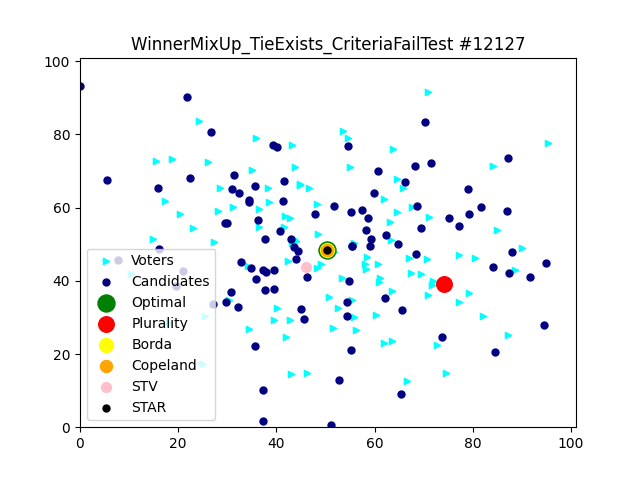 WinnerMixUp_TieExists_CriteriaFailTest #12127
100
80
60
40
20
0
Voters
Candidates
Optimal
Plurality
Borda
Copeland
STV
STAR
0 20 40 60 80 100